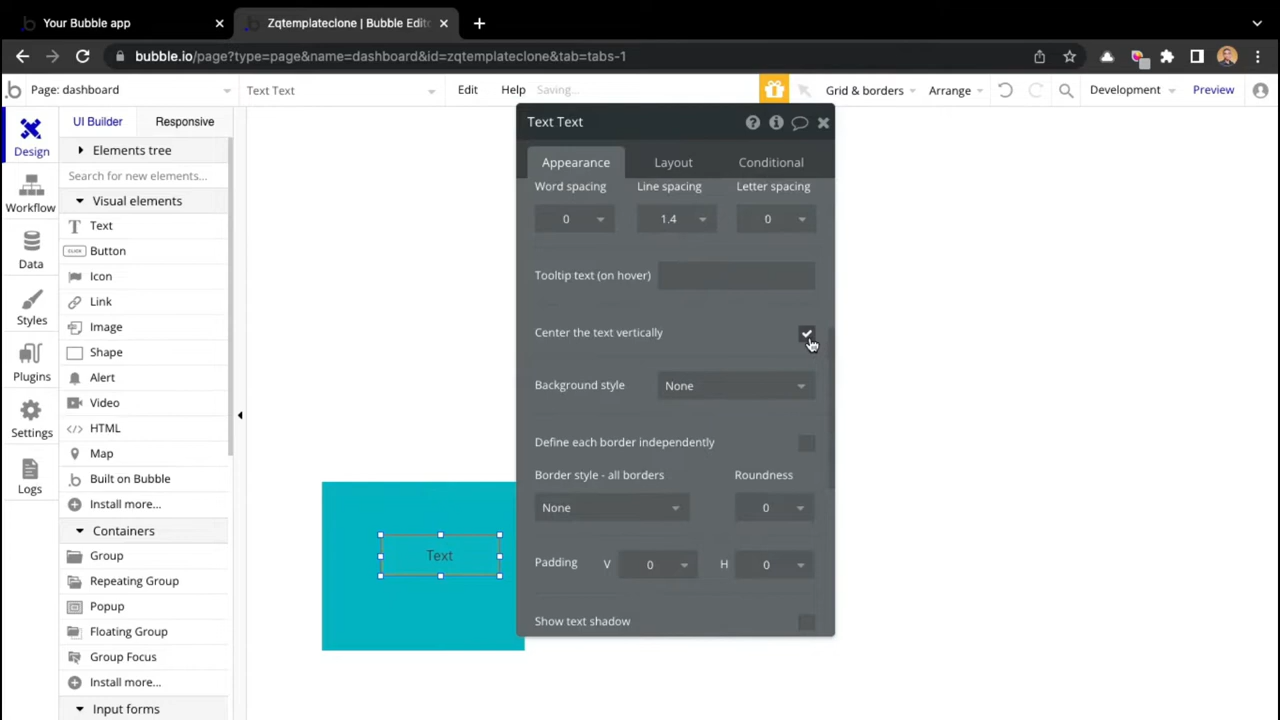 Your Bubble app
Zqtemplateclone | Bubble Edito
bubble.io/page?type=page&name=dashboard&id=zqtemplateclone&tab=tabs-1
Page: dashboard
Text Text
Edit
Help
Saving...
Grid & borders
Arrange
Development
Preview
Design
Workflow
Data
Styles
Plugins
Settings
Logs
UI Builder
Responsive
Elements tree
Search for new elements...
Visual elements
Text
CLICK
Button
Icon
Link
Image
Shape
Alert
Video
HTML
Map
Built on Bubble
Install more...
Containers
Group
Repeating Group
Popup
Floating Group
Group Focus
Install more...
Input forms
Text
Text Text
Appearance
Layout
Conditional
Word spacing
Line spacing
Letter spacing
0
1.4
0
Tooltip text (on hover)
Center the text vertically
Background style
None
Define each border independently
Border style - all borders
Roundness
None
0
Padding
V
0
H
0
Show text shadow